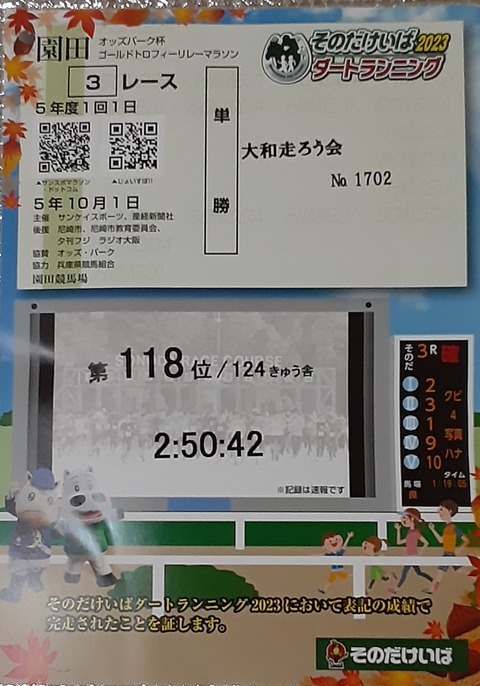 園田
オッズパーク杯
ゴールドトロフィーリレーマラソン
そのだけいば2023
ダートランニング
3 レース
5年度1回1日
▲サンスポマラソン
・ドットコム
▲じょいすぽ!!
5年10月1日
主催 サンケイスポーツ、産経新聞社
後援 尼崎市、尼崎市教育委員会、
夕刊フジ ラジオ大阪
協賛 オッズ・パーク
協力 兵庫県競馬組合
園田競馬場
単勝
大和走ろう会
No 1702
SONODA RACE COURSE
第 118 位 / 124きゅう舎
2:50:42
※記録は速報です
そのだ 3R 確
I 2
II 3 クビ
III 1 4
IV 9 写真
V 10 ハナ
タイム
馬場 良 1:19:05
そのだけいばダートランニング2023において表記の成績で
完走されたことを証します。
そのだけいば